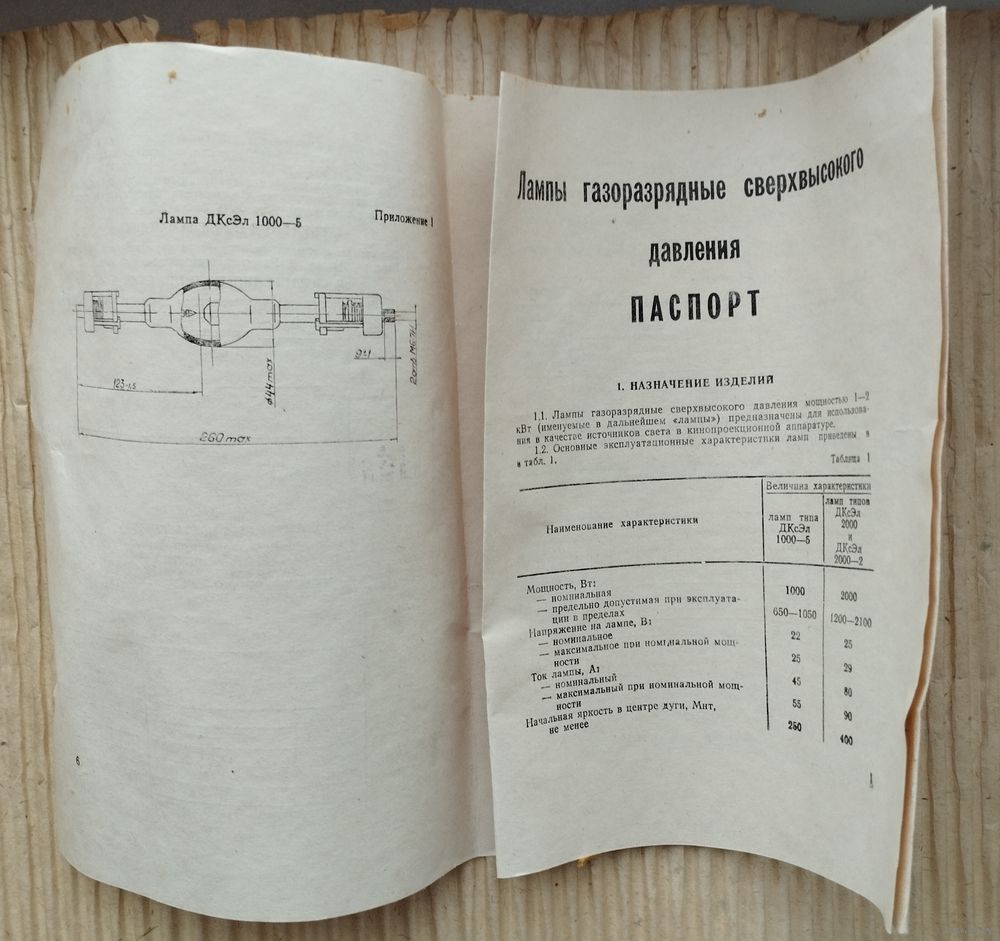 Лампа ДКсЭл 1000—5
Приложение 1
123-1,5
ø44 max
9±1
260 max
6
Лампы газоразрядные сверхвысокого
давления
ПАСПОРТ
1. НАЗНАЧЕНИЕ ИЗДЕЛИЙ
1.1. Лампы газоразрядные сверхвысокого давления мощностью 1—2
кВт (именуемые в дальнейшем «лампы») предназначены для использова-
ния в качестве источников света в кинопроекционной аппаратуре.
1.2. Основные эксплуатационные характеристики ламп приведены в
в табл. 1.
Таблица 1
Наименование характеристики
Величина характеристики
ламп типа
ДКсЭл
1000—5
ламп типов
ДКсЭл
2000
и
ДКсЭл
2000—2
Мощность, Вт:
— номинальная 1000 2000
— предельно допустимая при эксплуата-
ции в пределах 650—1050 1200—2100
Напряжение на лампе, В:
— номинальное 22 25
— максимальное при номинальной мощ-
ности 25 29
Ток лампы, А:
— номинальный 45 80
— максимальный при номинальной мощ-
ности 55 90
Начальная яркость в центре дуги, Мнт,
не менее 250 400
1